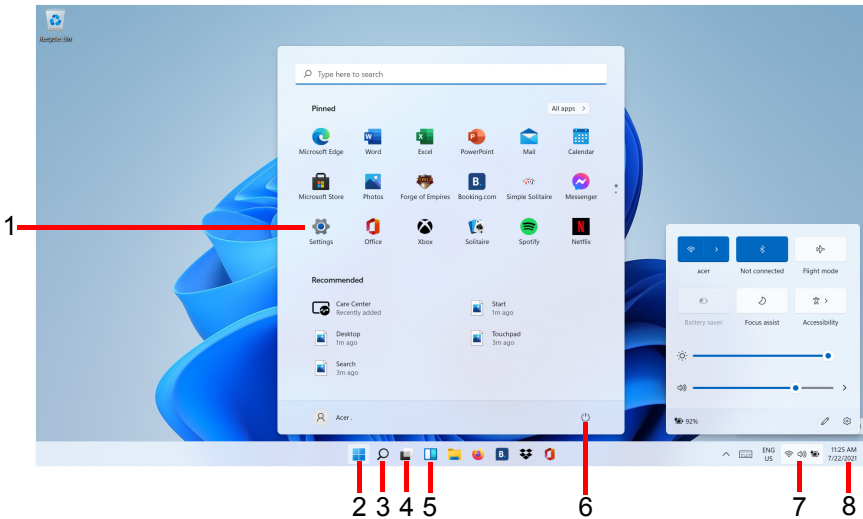 Recycle Bin
Type here to search
Pinned
All apps >
Microsoft Edge
Word
Excel
PowerPoint
Mail
Calendar
Microsoft Store
Photos
Forge of Empires
Booking.com
Simple Solitaire
Messenger
1
Settings
Office
Xbox
Solitaire
Spotify
Netflix
Recommended
Care Center
Recently added
Start
1m ago
Desktop
1m ago
Touchpad
3m ago
Search
3m ago
Acer .
acer
Not connected
Flight mode
Battery saver
Focus assist
Accessibility
92%
ENG
US
11:25 AM
7/22/2021
2 3 4 5 6 7 8